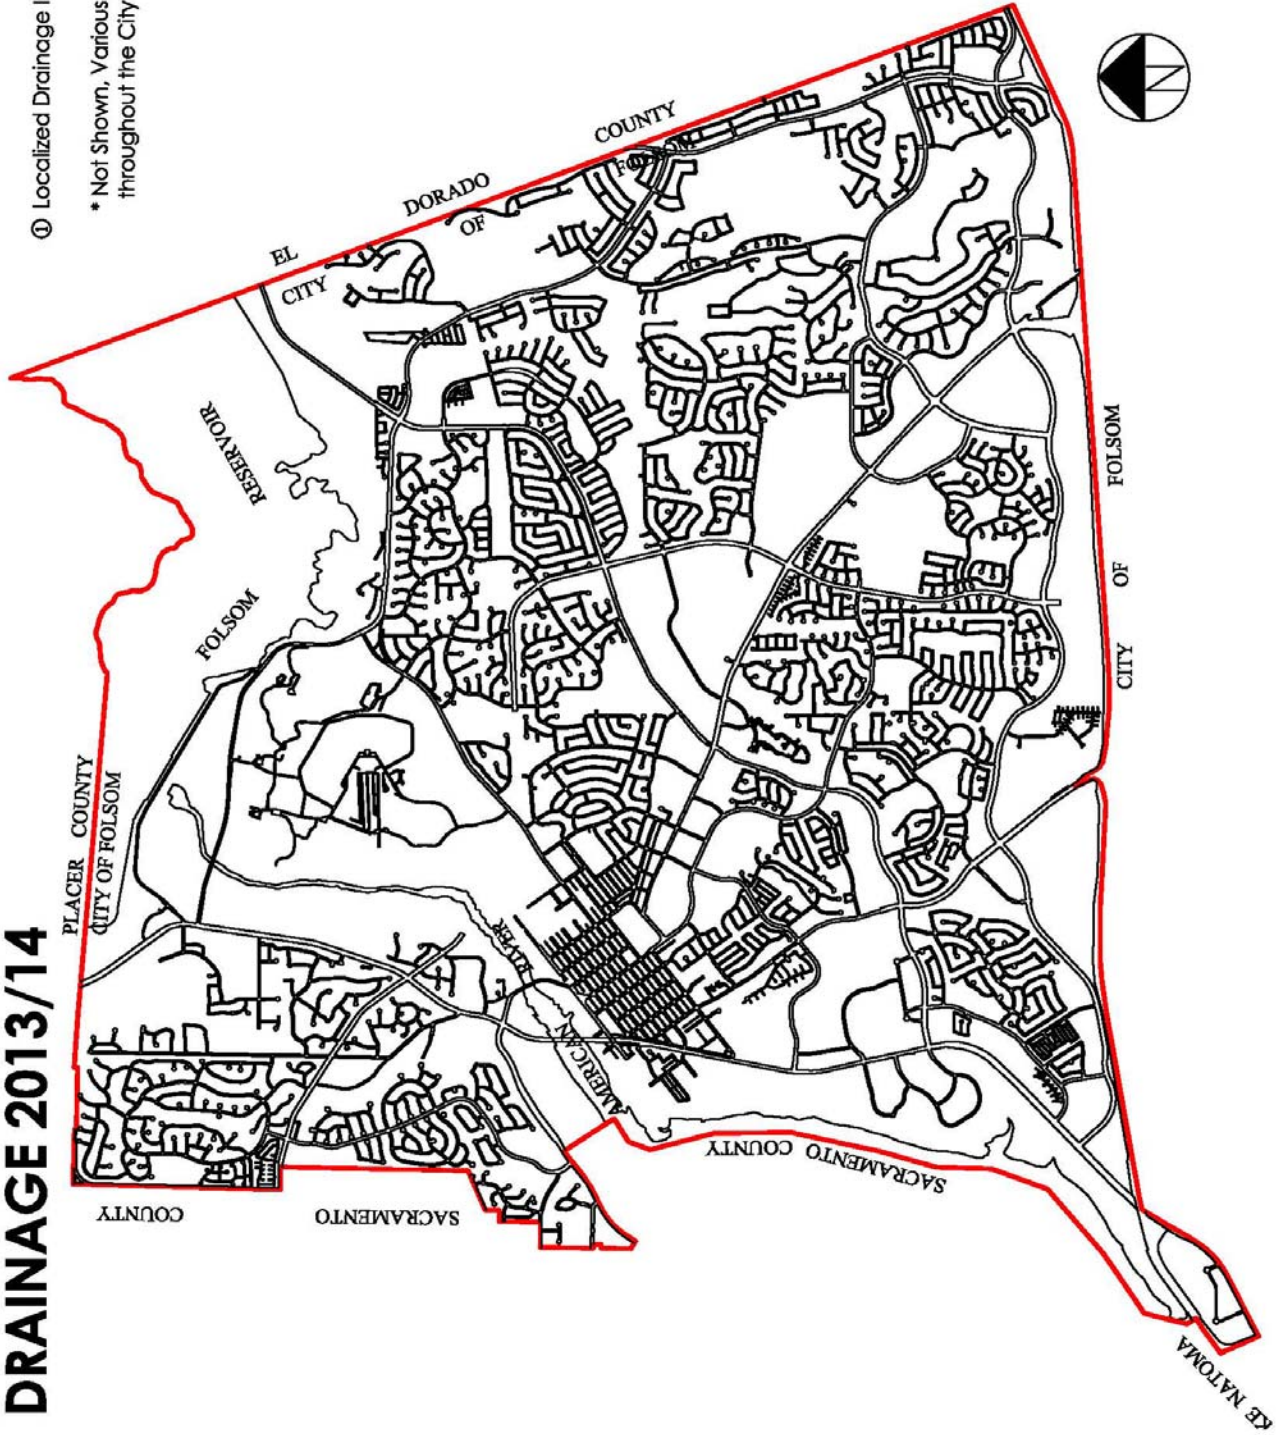 DRAINAGE 2013/14
① Localized Drainage I
* Not Shown, Various
throughout the City
PLACER COUNTY
CITY OF FOLSOM
FOLSOM
RESERVOIR
EL DORADO COUNTY
CITY OF FOLSOM
N
AMERICAN RIVER
SACRAMENTO COUNTY
SACRAMENTO COUNTY
CITY OF FOLSOM
KE NATOMA